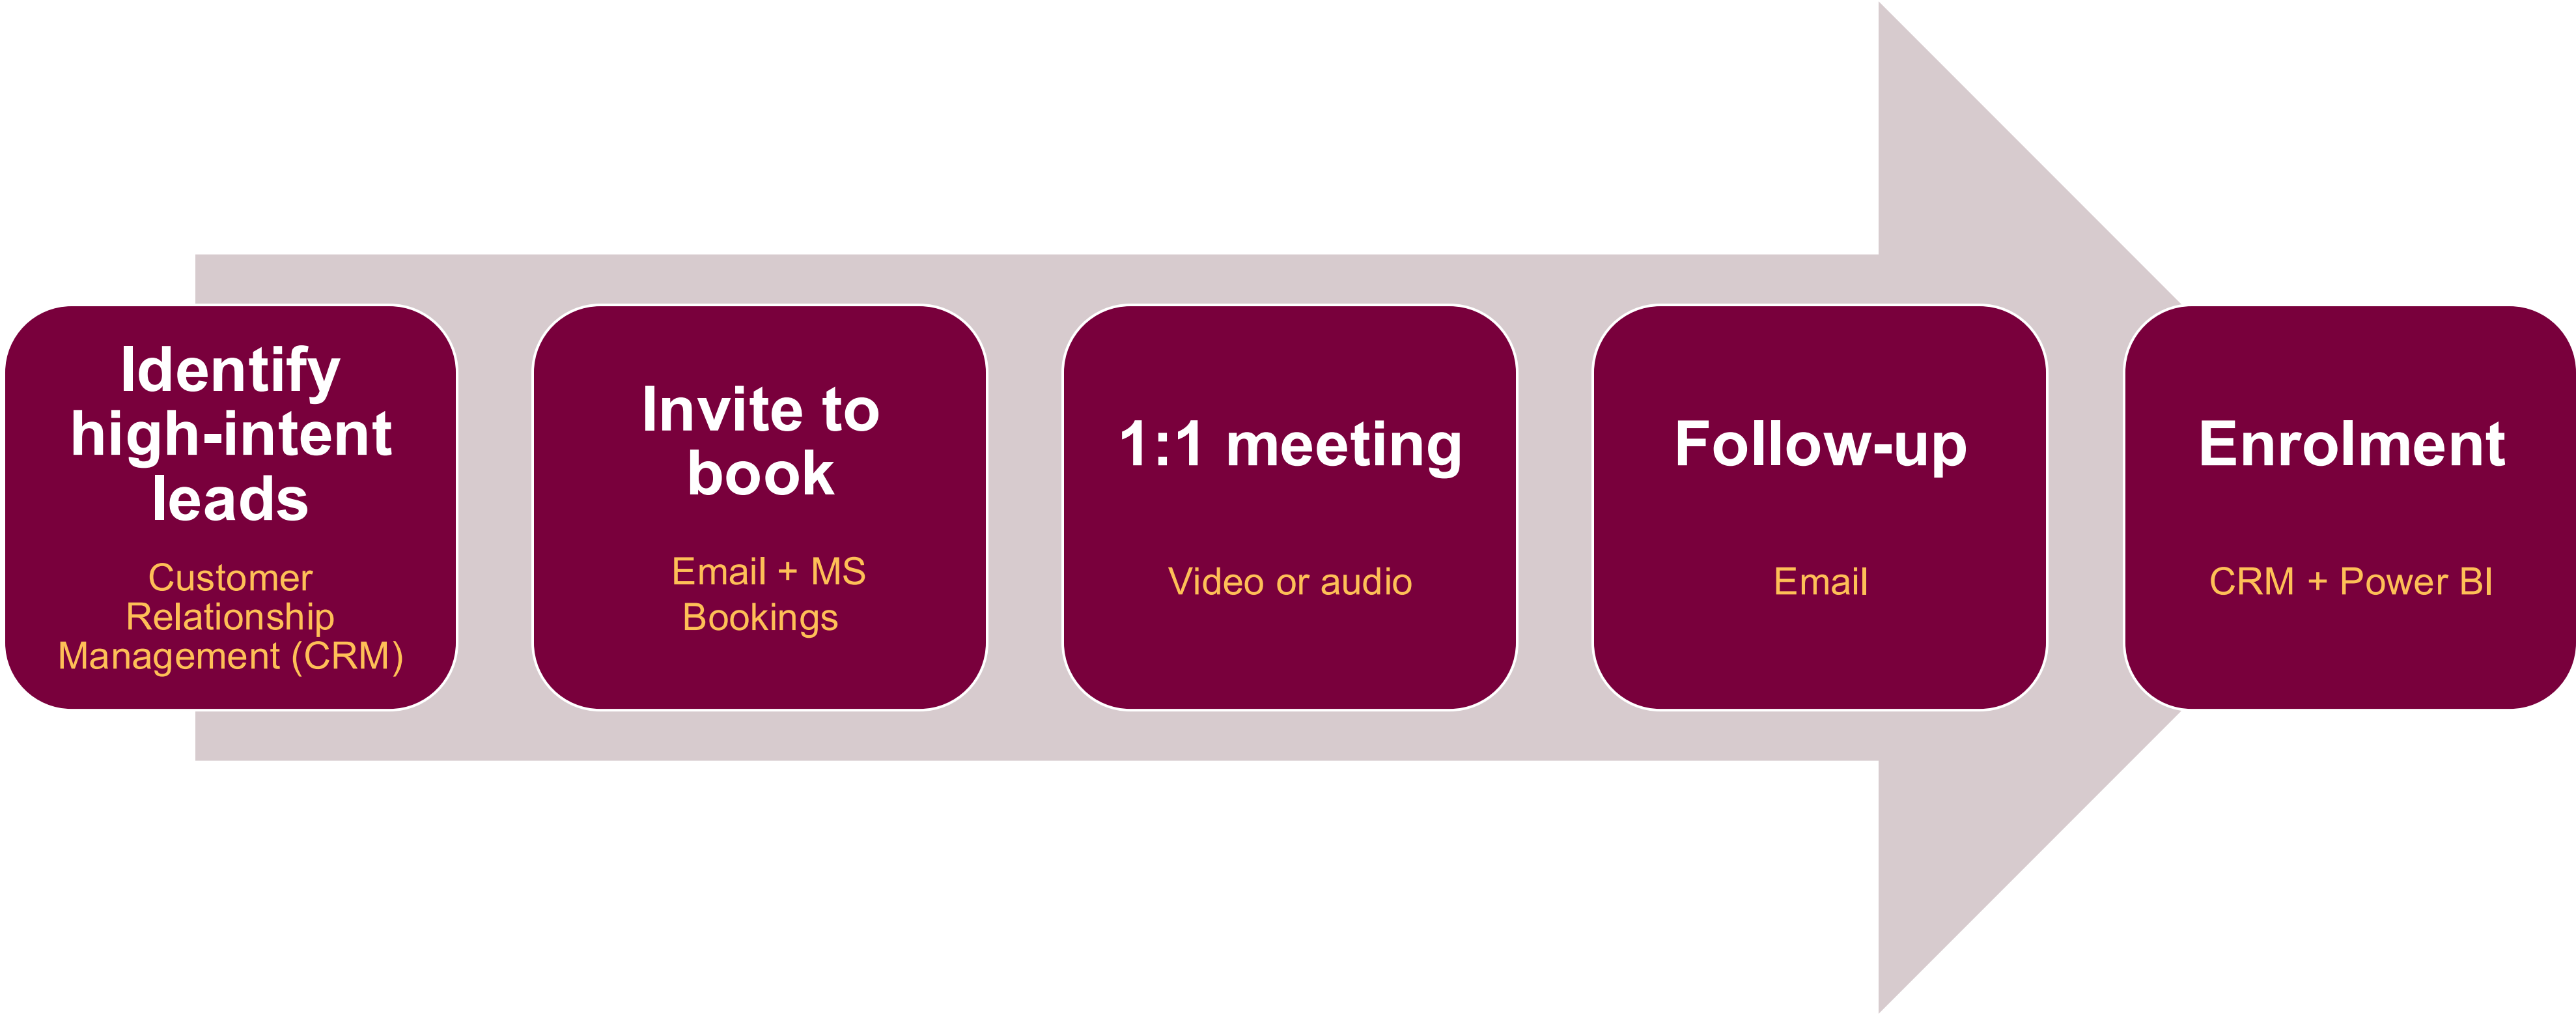 Identify
high-intent
leads
Customer
Relationship
Management (CRM)
Invite to
book
Email + MS
Bookings
1:1 meeting
Video or audio
Follow-up
Email
Enrolment
CRM + Power BI